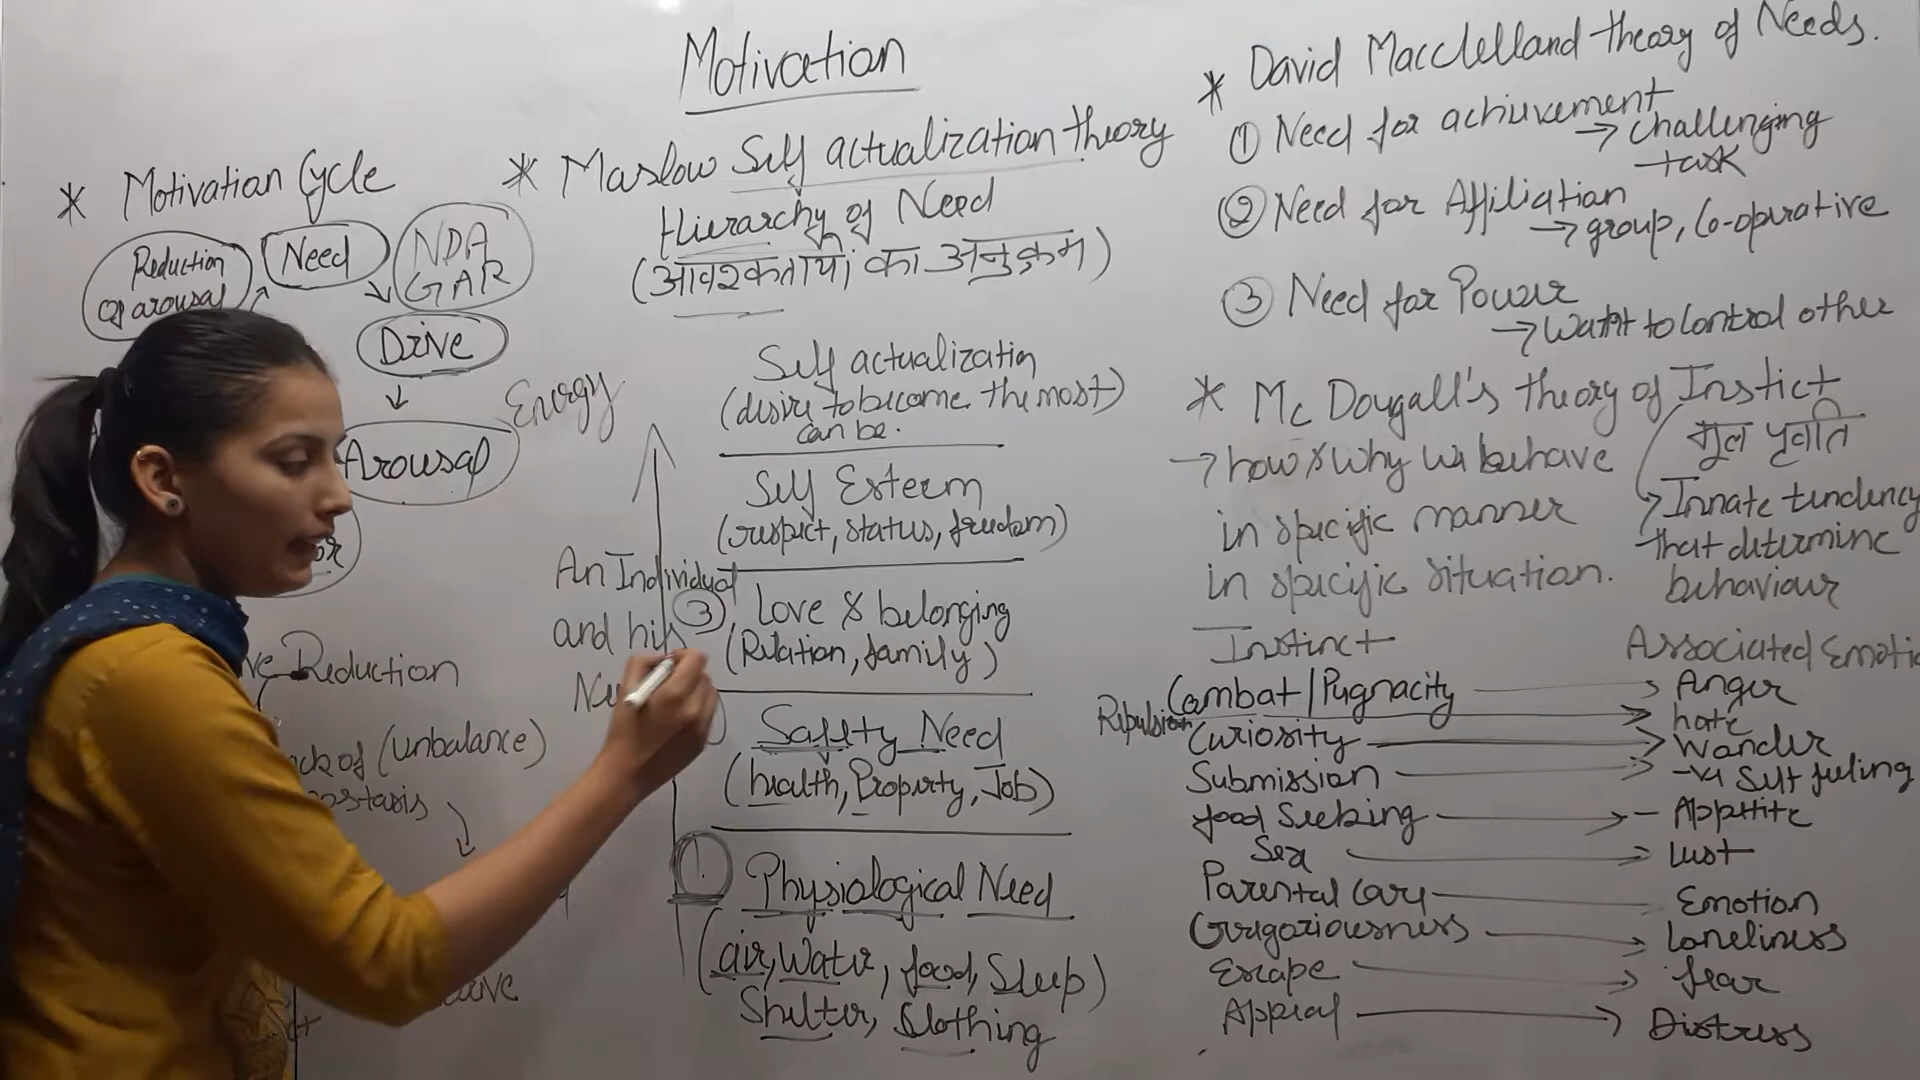 Motivation
* Motivation Cycle
Reduction
of arousal
Need
NDA
GAR
Drive
Arousal
Energy
Reduction
(unbalance)
* Maslow Self actualization theory
Hierarchy of Need
(आवश्कतायों का अनुक्रम)
Self actualization
(desire to become the most)
can be.
Self Esteem
(respect, status, freedom)
An Individual
and his
③ Love & belonging
(Relation, family)
Safety Need
(health, Property, Job)
① Physiological Need
(air, water, food, Sleep)
Shelter, Clothing
* David Macclelland theory of Needs.
① Need for achievement
→ Challenging
task
② Need for Affiliation
→ group, Co-operative
③ Need for Power
→ Want to Control other
* Mc Dougall's theory of Instict
मुल प्रवति
→ how & why we behave
in specific manner
in specific situation.
→ Innate tendency
that determine
behaviour
Instinct Associated Emotio
Combat/Pugnacity → Anger
Repulsion → hate
Curiosity → Wander
Submission → -ve Self feeling
food Seeking → - Appetite
Sex → Lust
Parental Care Emotion
Gregariousness → Loneliness
Escape → fear
Appeal → Distress